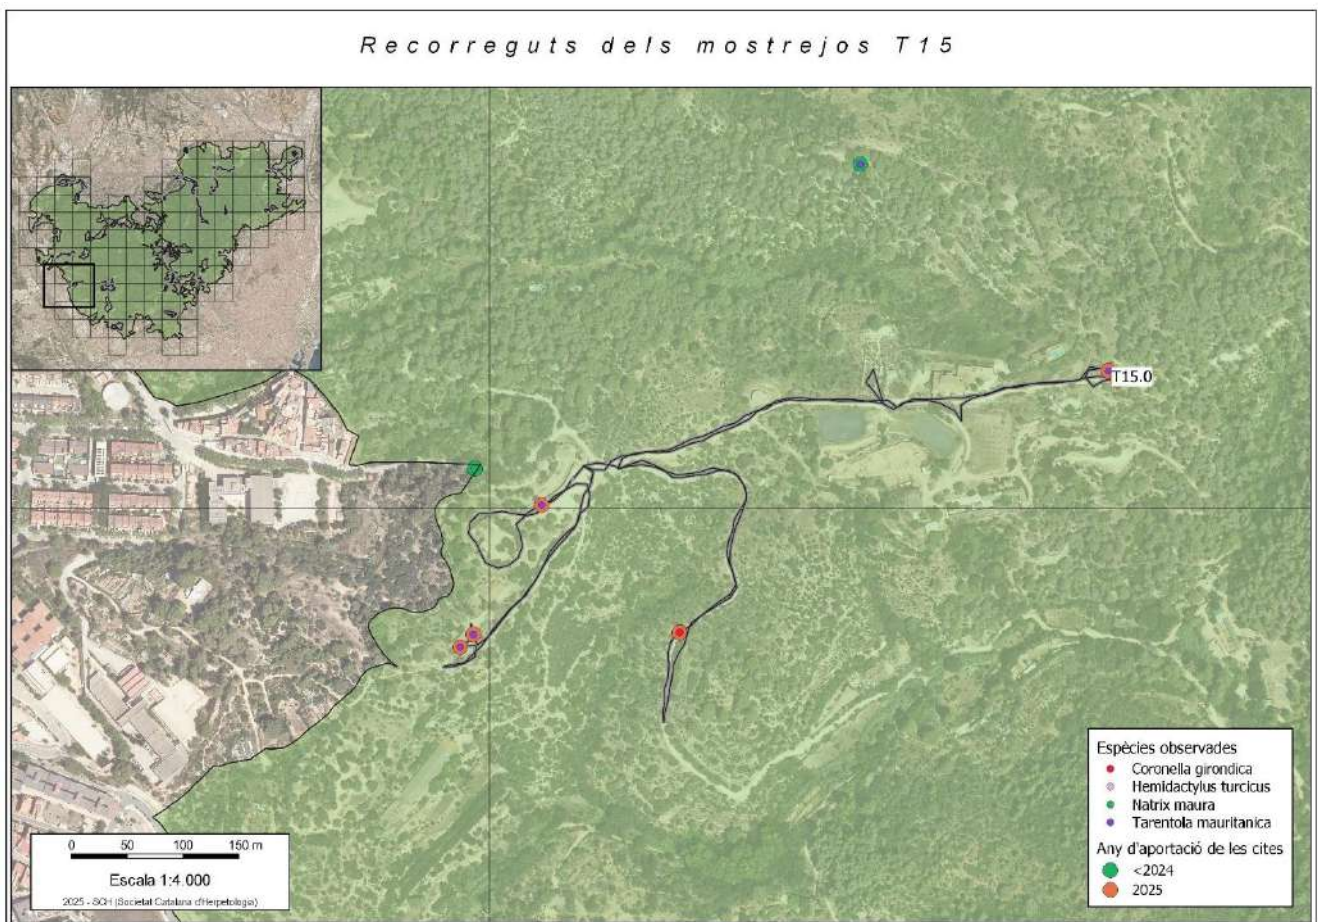 Recorreguts dels mostrejos T15
T15.0
Espècies observades
Coronella girondica
Hemidactylus turcicus
Natrix maura
Tarentola mauritanica
Any d'aportació de les cites
<2024
2025
0 50 100 150 m
Escala 1:4.000
2025 - SCH (Societat Catalana d'Herpetologia)